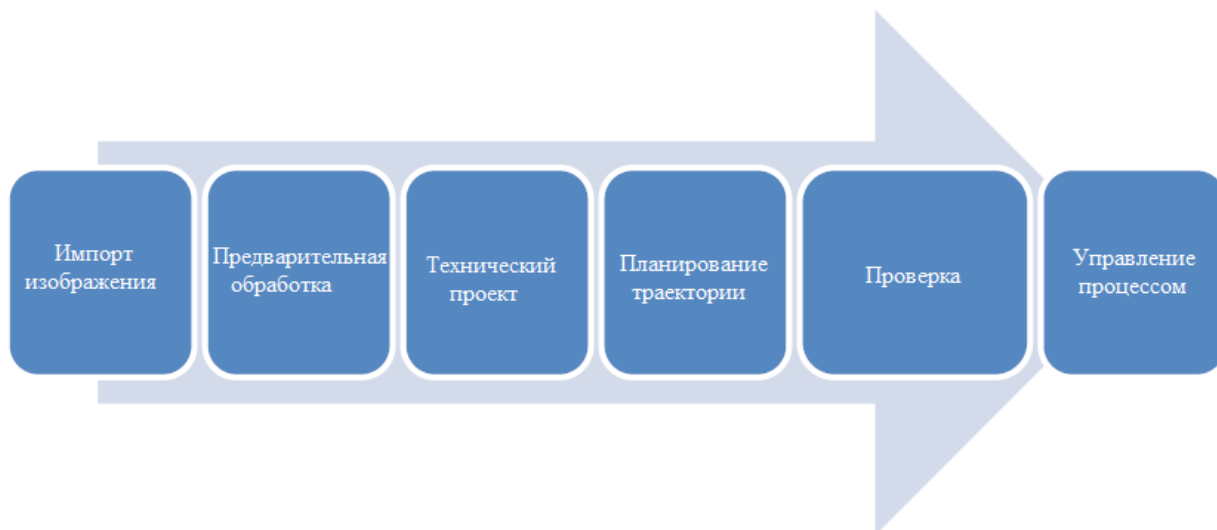 Импорт
изображения
Предварительная
обработка
Технический
проект
Планирование
траектории
Проверка
Управление
процессом